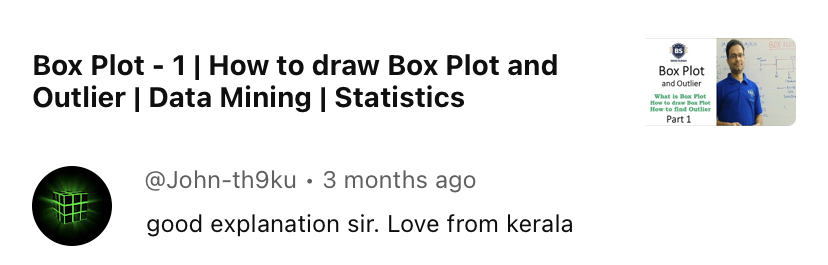 Box Plot - 1 | How to draw Box Plot and
Outlier | Data Mining | Statistics
BS
Box Plot
and Outlier
What is Box Plot
How to draw Box Plot
How to find Outlier
Part 1
@John-th9ku • 3 months ago
good explanation sir. Love from kerala